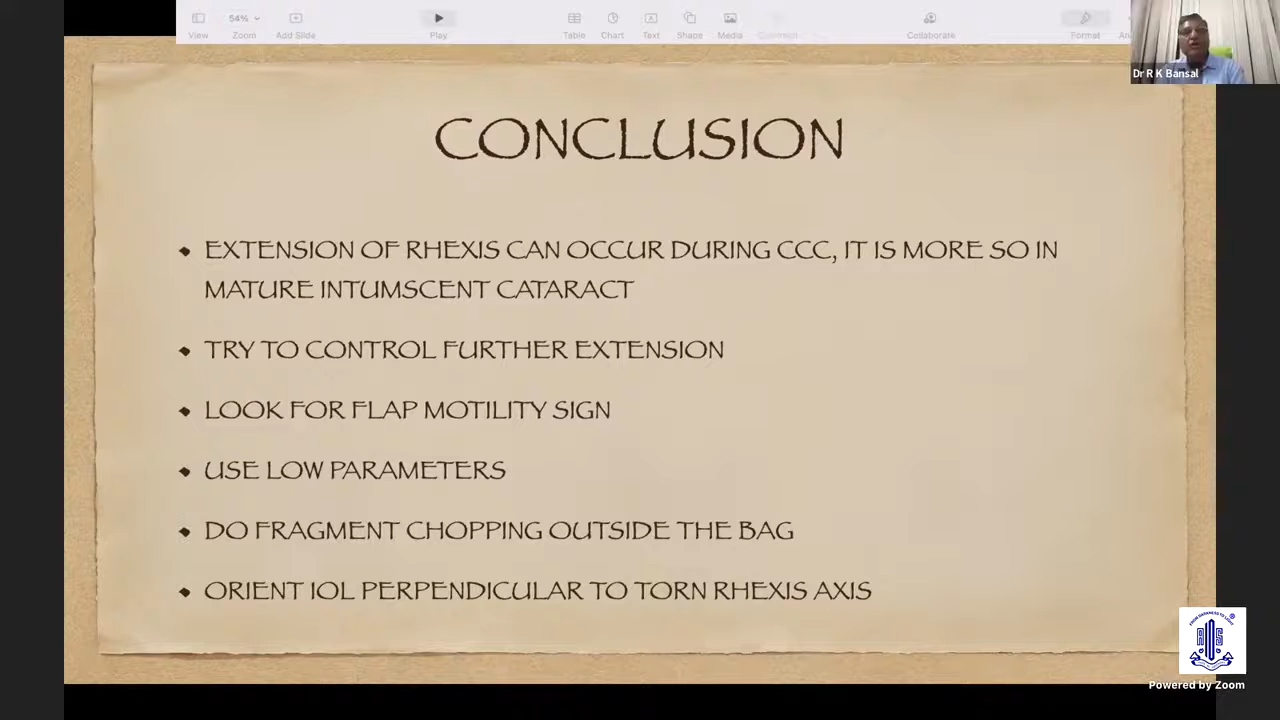 View
54%
Zoom
Add Slide
Play
Table
Chart
Text
Shape
Media
Comment
Collaborate
Format
Dr R K Bansal
CONCLUSION
EXTENSION OF RHEXIS CAN OCCUR DURING CCC, IT IS MORE SO IN
MATURE INTUMSCENT CATARACT
TRY TO CONTROL FURTHER EXTENSION
LOOK FOR FLAP MOTILITY SIGN
USE LOW PARAMETERS
DO FRAGMENT CHOPPING OUTSIDE THE BAG
ORIENT IOL PERPENDICULAR TO TORN RHEXIS AXIS
Powered by Zoom